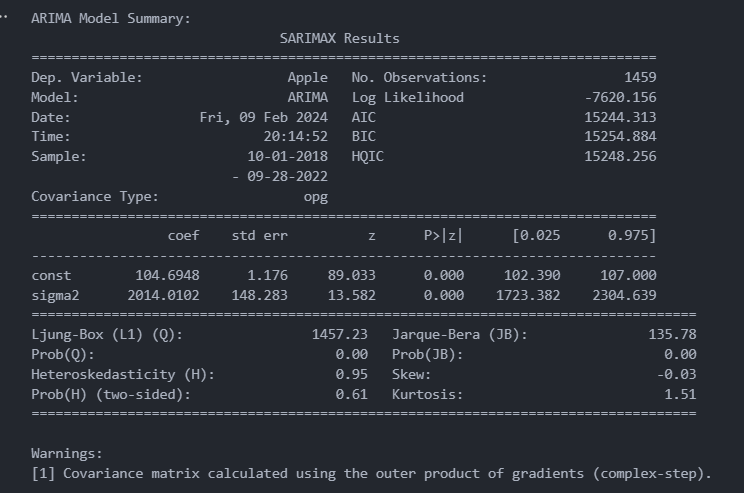 ARIMA Model Summary:
SARIMAX Results
==============================================================================
Dep. Variable: Apple No. Observations: 1459
Model: ARIMA Log Likelihood -7620.156
Date: Fri, 09 Feb 2024 AIC 15244.313
Time: 20:14:52 BIC 15254.884
Sample: 10-01-2018 HQIC 15248.256
- 09-28-2022
Covariance Type: opg
==============================================================================
coef std err z P>|z| [0.025 0.975]
------------------------------------------------------------------------------
const 104.6948 1.176 89.033 0.000 102.390 107.000
sigma2 2014.0102 148.283 13.582 0.000 1723.382 2304.639
===================================================================================
Ljung-Box (L1) (Q): 1457.23 Jarque-Bera (JB): 135.78
Prob(Q): 0.00 Prob(JB): 0.00
Heteroskedasticity (H): 0.95 Skew: -0.03
Prob(H) (two-sided): 0.61 Kurtosis: 1.51
===================================================================================
Warnings:
[1] Covariance matrix calculated using the outer product of gradients (complex-step).